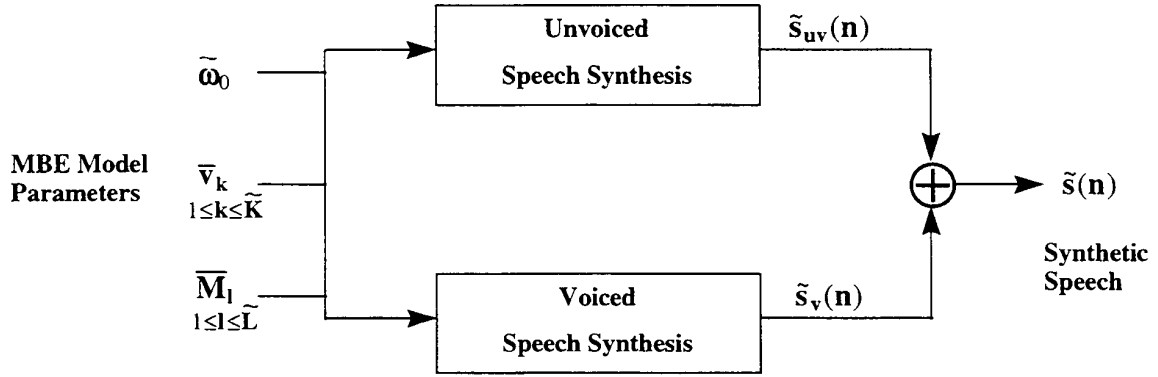 MBE Model
Parameters
ω̃₀
v̄ₖ
1≤k≤K̃
M̄ₗ
1≤l≤L̃
Unvoiced
Speech Synthesis
s̃ᵤᵥ(n)
Voiced
Speech Synthesis
s̃ᵥ(n)
+
s̃(n)
Synthetic
Speech